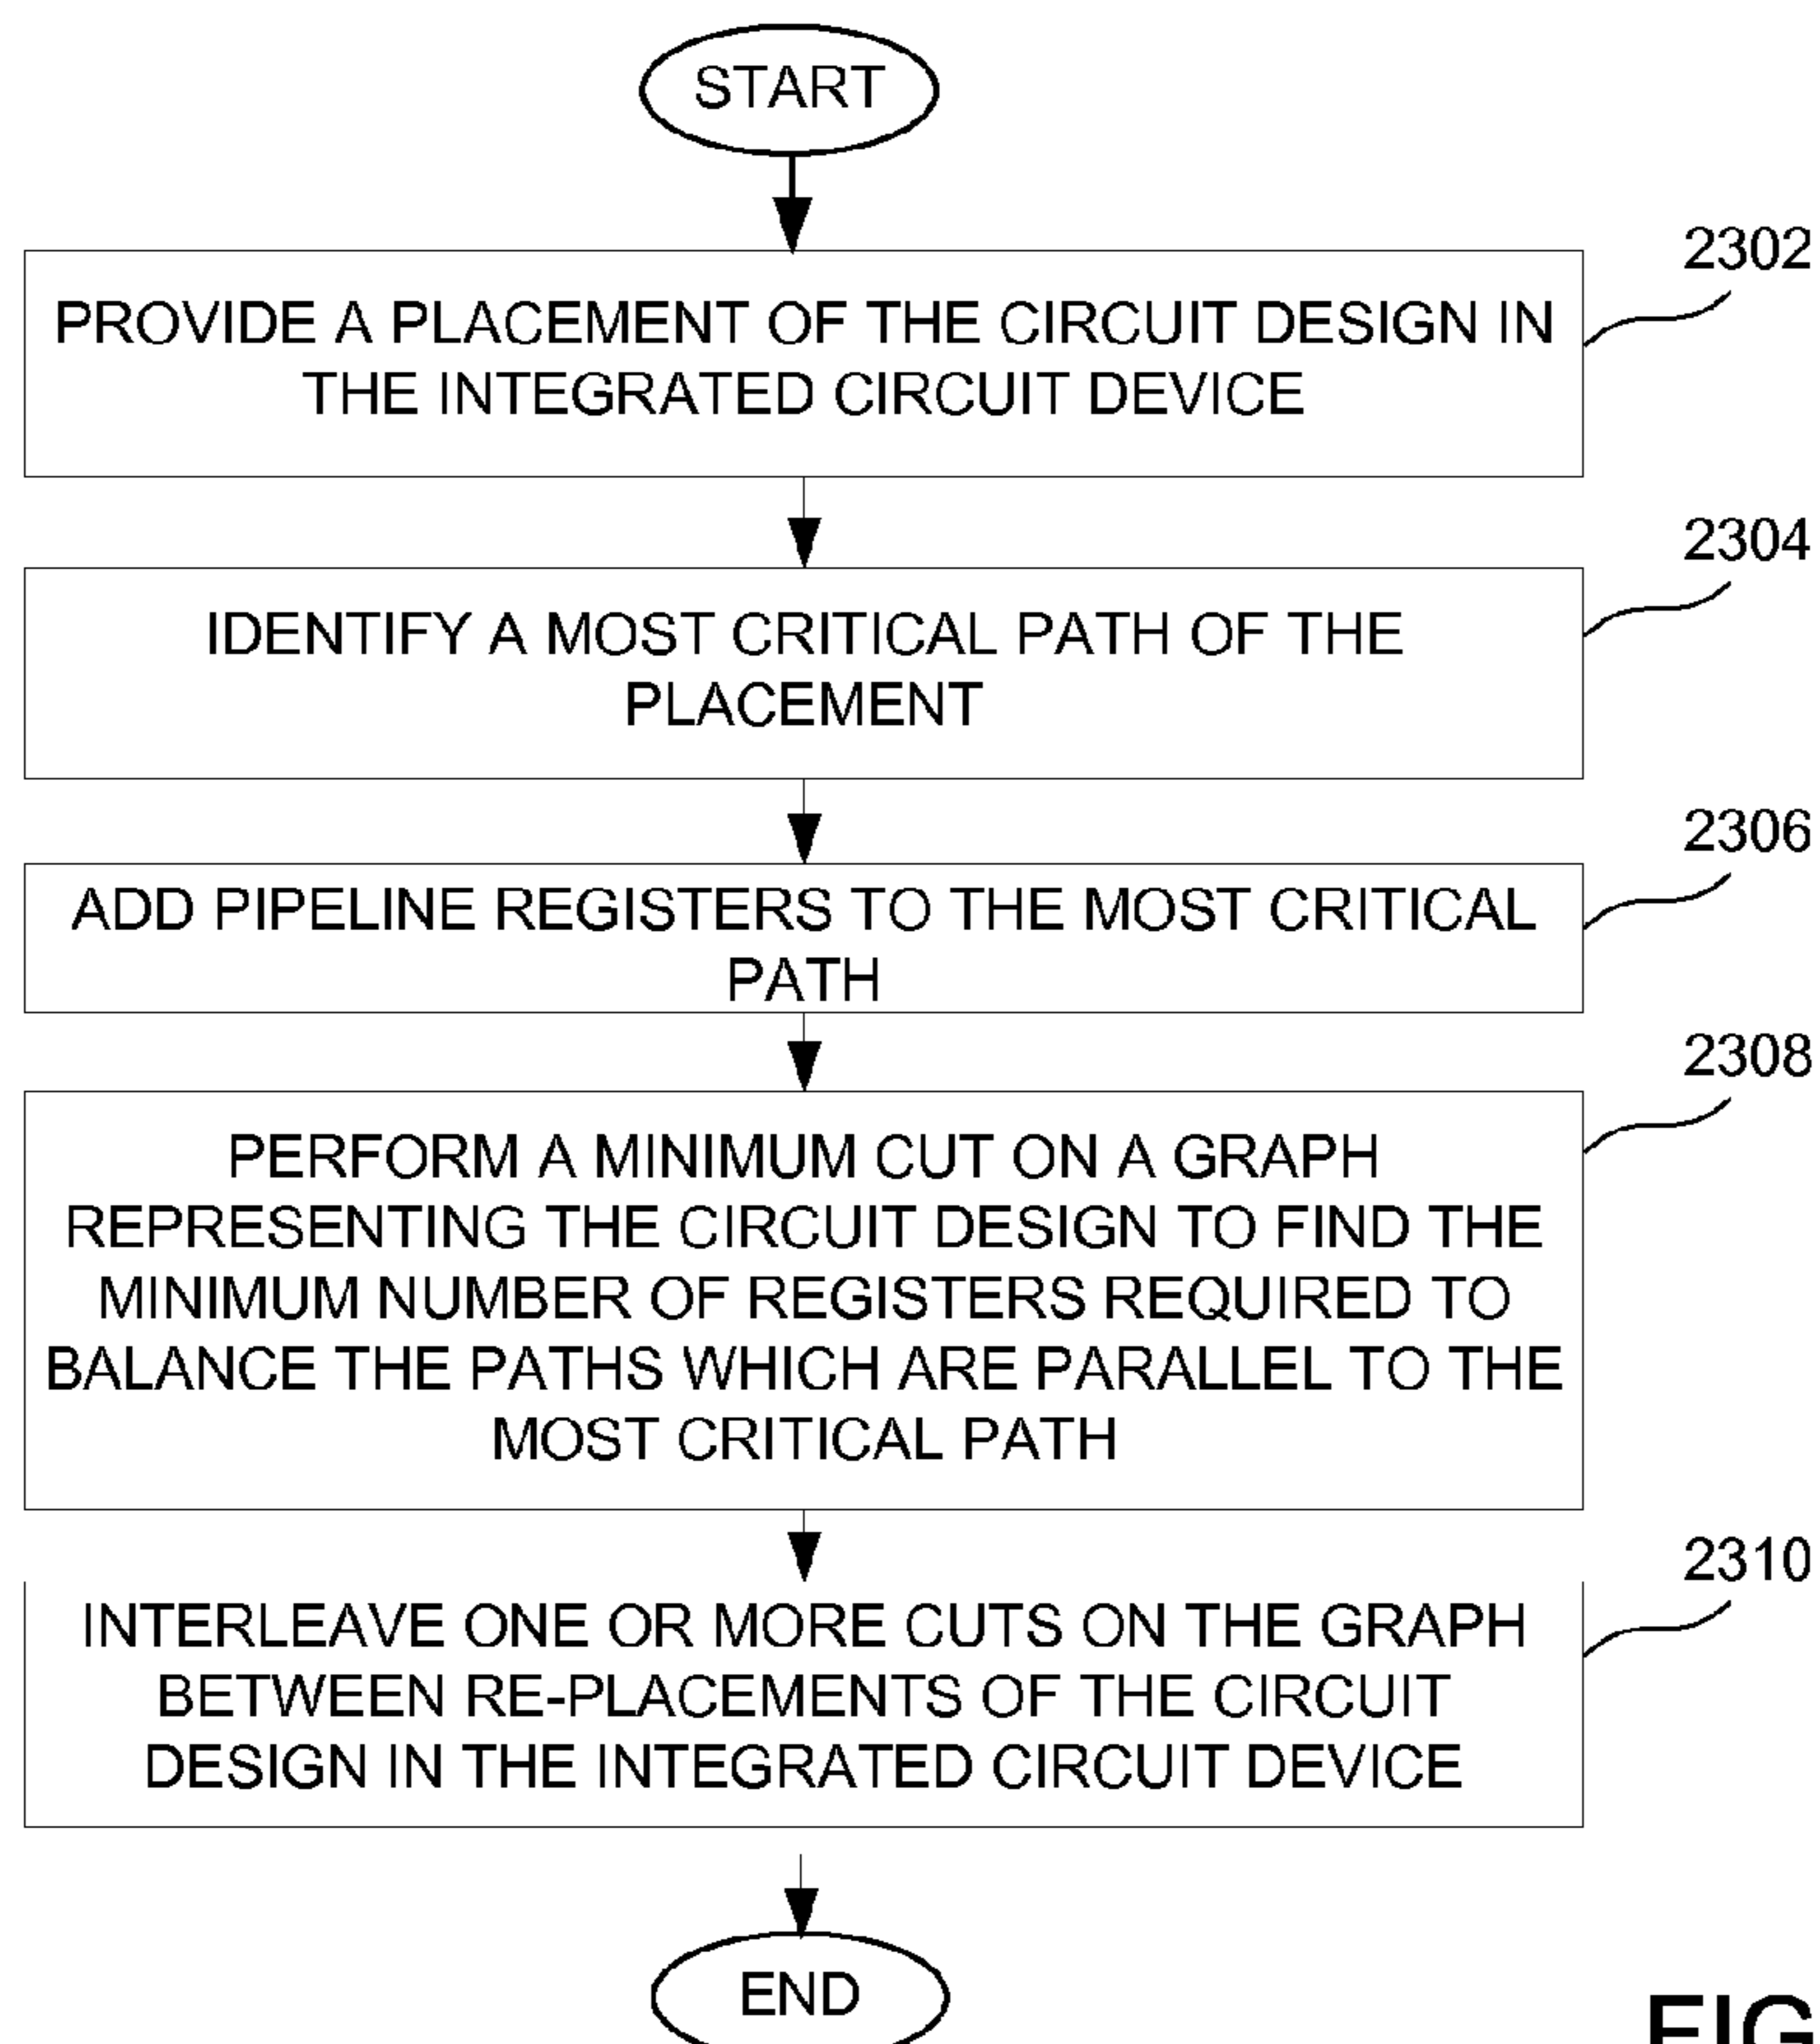 START
2302
PROVIDE A PLACEMENT OF THE CIRCUIT DESIGN IN
THE INTEGRATED CIRCUIT DEVICE
2304
IDENTIFY A MOST CRITICAL PATH OF THE
PLACEMENT
2306
ADD PIPELINE REGISTERS TO THE MOST CRITICAL
PATH
2308
PERFORM A MINIMUM CUT ON A GRAPH
REPRESENTING THE CIRCUIT DESIGN TO FIND THE
MINIMUM NUMBER OF REGISTERS REQUIRED TO
BALANCE THE PATHS WHICH ARE PARALLEL TO THE
MOST CRITICAL PATH
2310
INTERLEAVE ONE OR MORE CUTS ON THE GRAPH
BETWEEN RE-PLACEMENTS OF THE CIRCUIT
DESIGN IN THE INTEGRATED CIRCUIT DEVICE
END
FIG